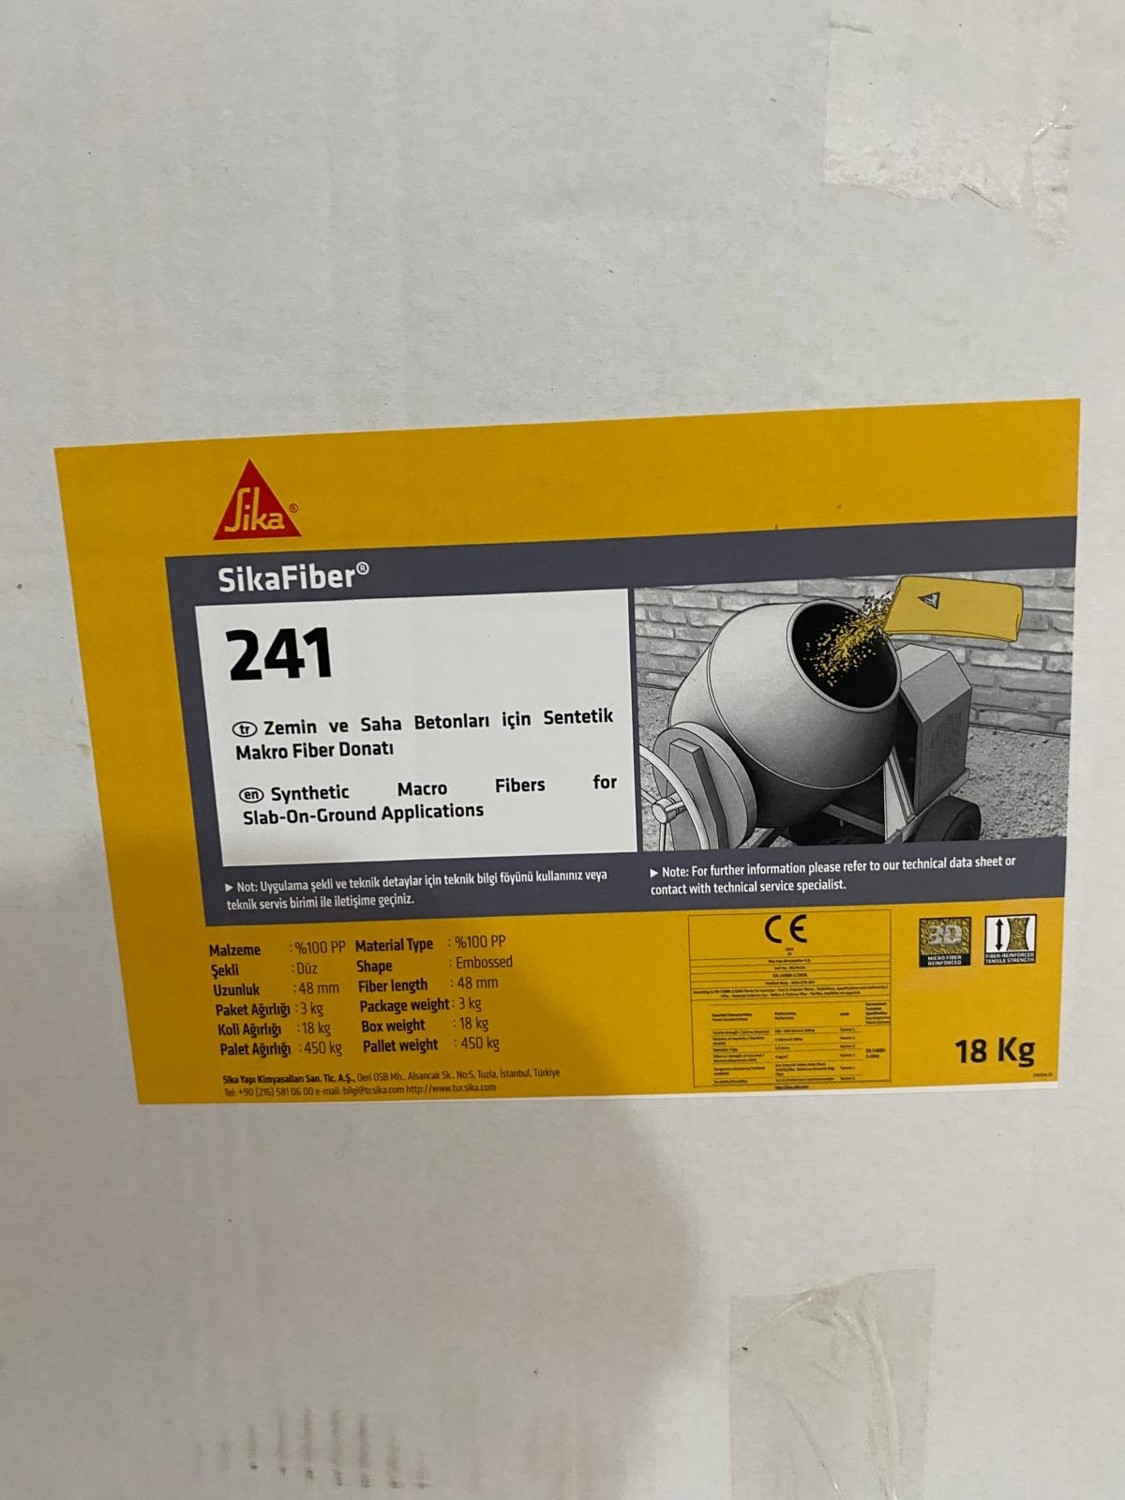 Sika®
SikaFiber®
241
tr Zemin ve Saha Betonları için Sentetik
Makro Fiber Donatı
en Synthetic Macro Fibers for
Slab-On-Ground Applications
► Not: Uygulama şekli ve teknik detaylar için teknik bilgi föyünü kullanınız veya
teknik servis birimi ile iletişime geçiniz.
► Note: For further information please refer to our technical data sheet or
contact with technical service specialist.
Malzeme : %100 PP Material Type : %100 PP
Şekli : Düz Shape : Embossed
Uzunluk : 48 mm Fiber length : 48 mm
Paket Ağırlığı : 3 kg Package weight : 3 kg
Koli Ağırlığı : 18 kg Box weight : 18 kg
Palet Ağırlığı : 450 kg Pallet weight : 450 kg
Sika Yapı Kimyasalları San. Tic. A.Ş., Deri OSB Mh., Alsancak Sk., No:5, Tuzla, İstanbul, Türkiye
Tel: +90 (216) 581 06 00 e-mail: bilgi@tr.sika.com http://www.tur.sika.com
CE
3D
MICRO FIBER
REINFORCED
FIBER-REINFORCED
TENSILE STRENGTH
18 Kg